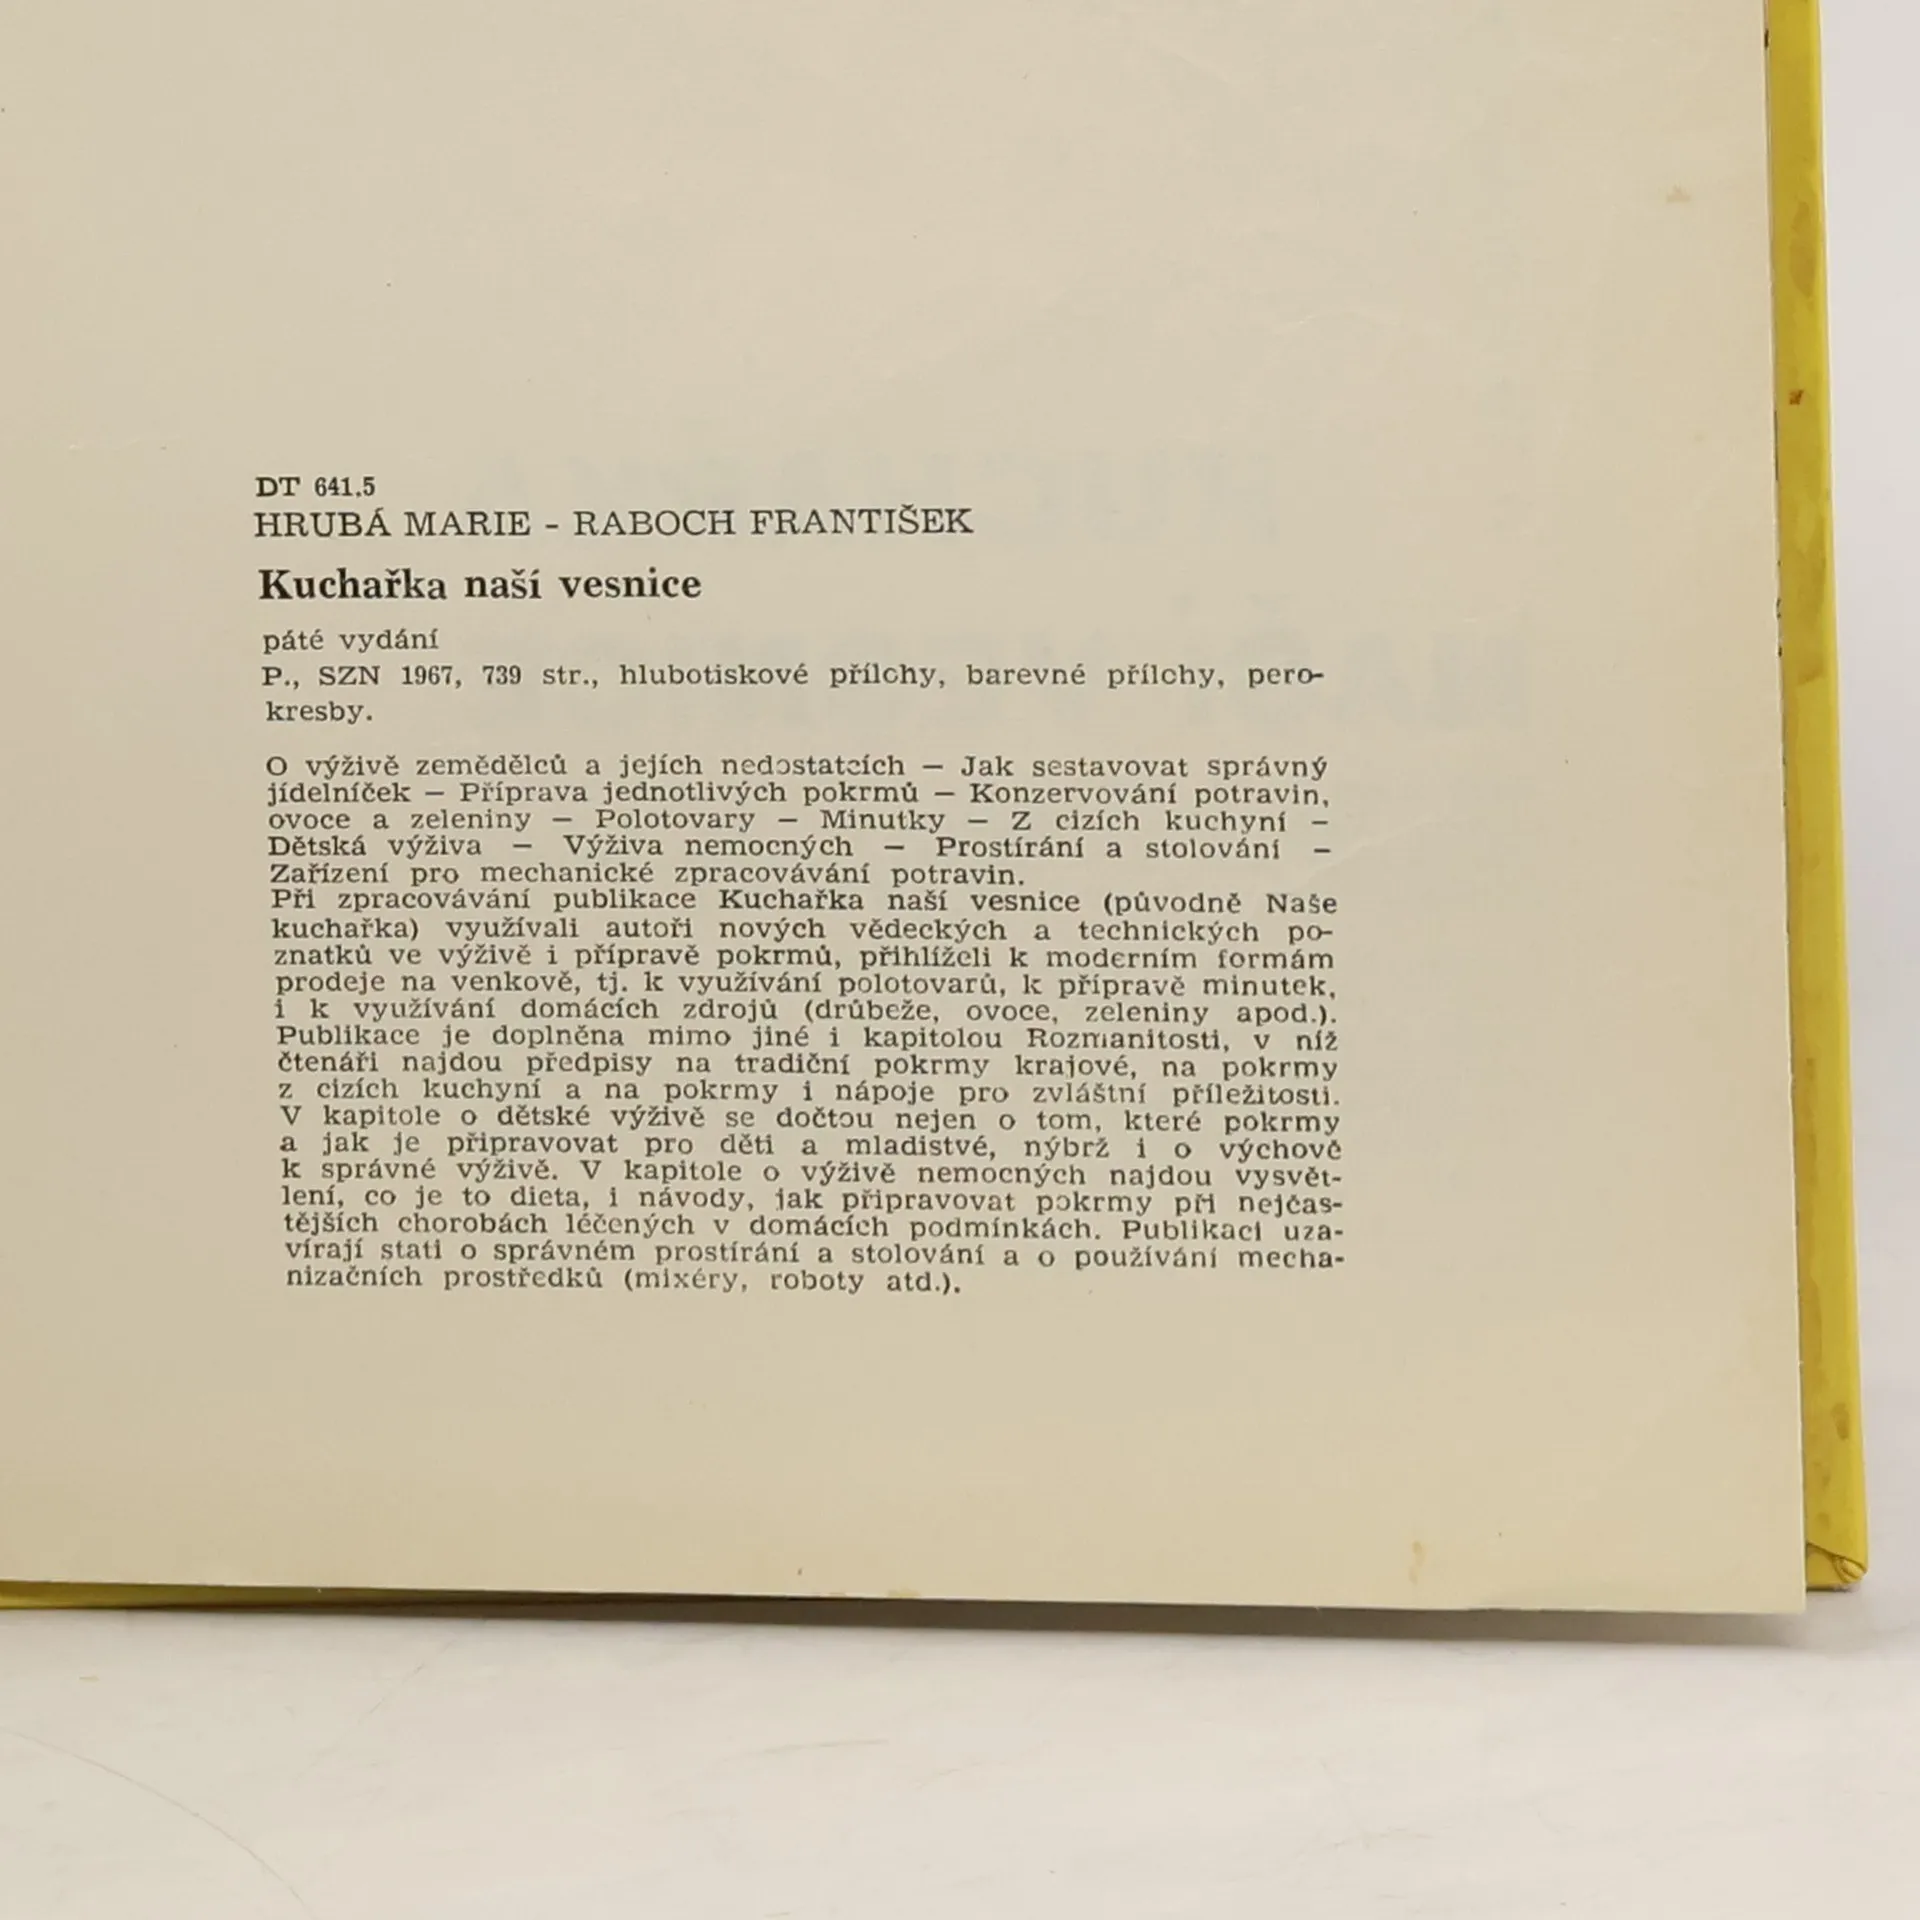 DT 641.5
HRUBÁ MARIE - RABOCH FRANTIŠEK
Kuchařka naší vesnice
páté vydání
P., SZN 1967, 739 str., hlubotiskové přílohy, barevné přílohy, pero-
kresby.
O výživě zemědělců a jejích nedostatcích — Jak sestavovat správný
jídelníček — Příprava jednotlivých pokrmů — Konzervování potravin,
ovoce a zeleniny — Polotovary — Minutky — Z cizích kuchyní —
Dětská výživa — Výživa nemocných — Prostírání a stolování —
Zařízení pro mechanické zpracovávání potravin.
Při zpracovávání publikace Kuchařka naší vesnice (původně Naše
kuchařka) využívali autoři nových vědeckých a technických po-
znatků ve výživě i přípravě pokrmů, přihlíželi k moderním formám
prodeje na venkově, tj. k využívání polotovarů, k přípravě minutek,
i k využívání domácích zdrojů (drůbeže, ovoce, zeleniny apod.).
Publikace je doplněna mimo jiné i kapitolou Rozmanitosti, v níž
čtenáři najdou předpisy na tradiční pokrmy krajové, na pokrmy
z cizích kuchyní a na pokrmy i nápoje pro zvláštní příležitosti.
V kapitole o dětské výživě se dočtou nejen o tom, které pokrmy
a jak je připravovat pro děti a mladistvé, nýbrž i o výchově
k správné výživě. V kapitole o výživě nemocných najdou vysvět-
lení, co je to dieta, i návody, jak připravovat pokrmy při nejčas-
tějších chorobách léčených v domácích podmínkách. Publikaci uza-
vírají stati o správném prostírání a stolování a o používání mecha-
nizačních prostředků (mixéry, roboty atd.).